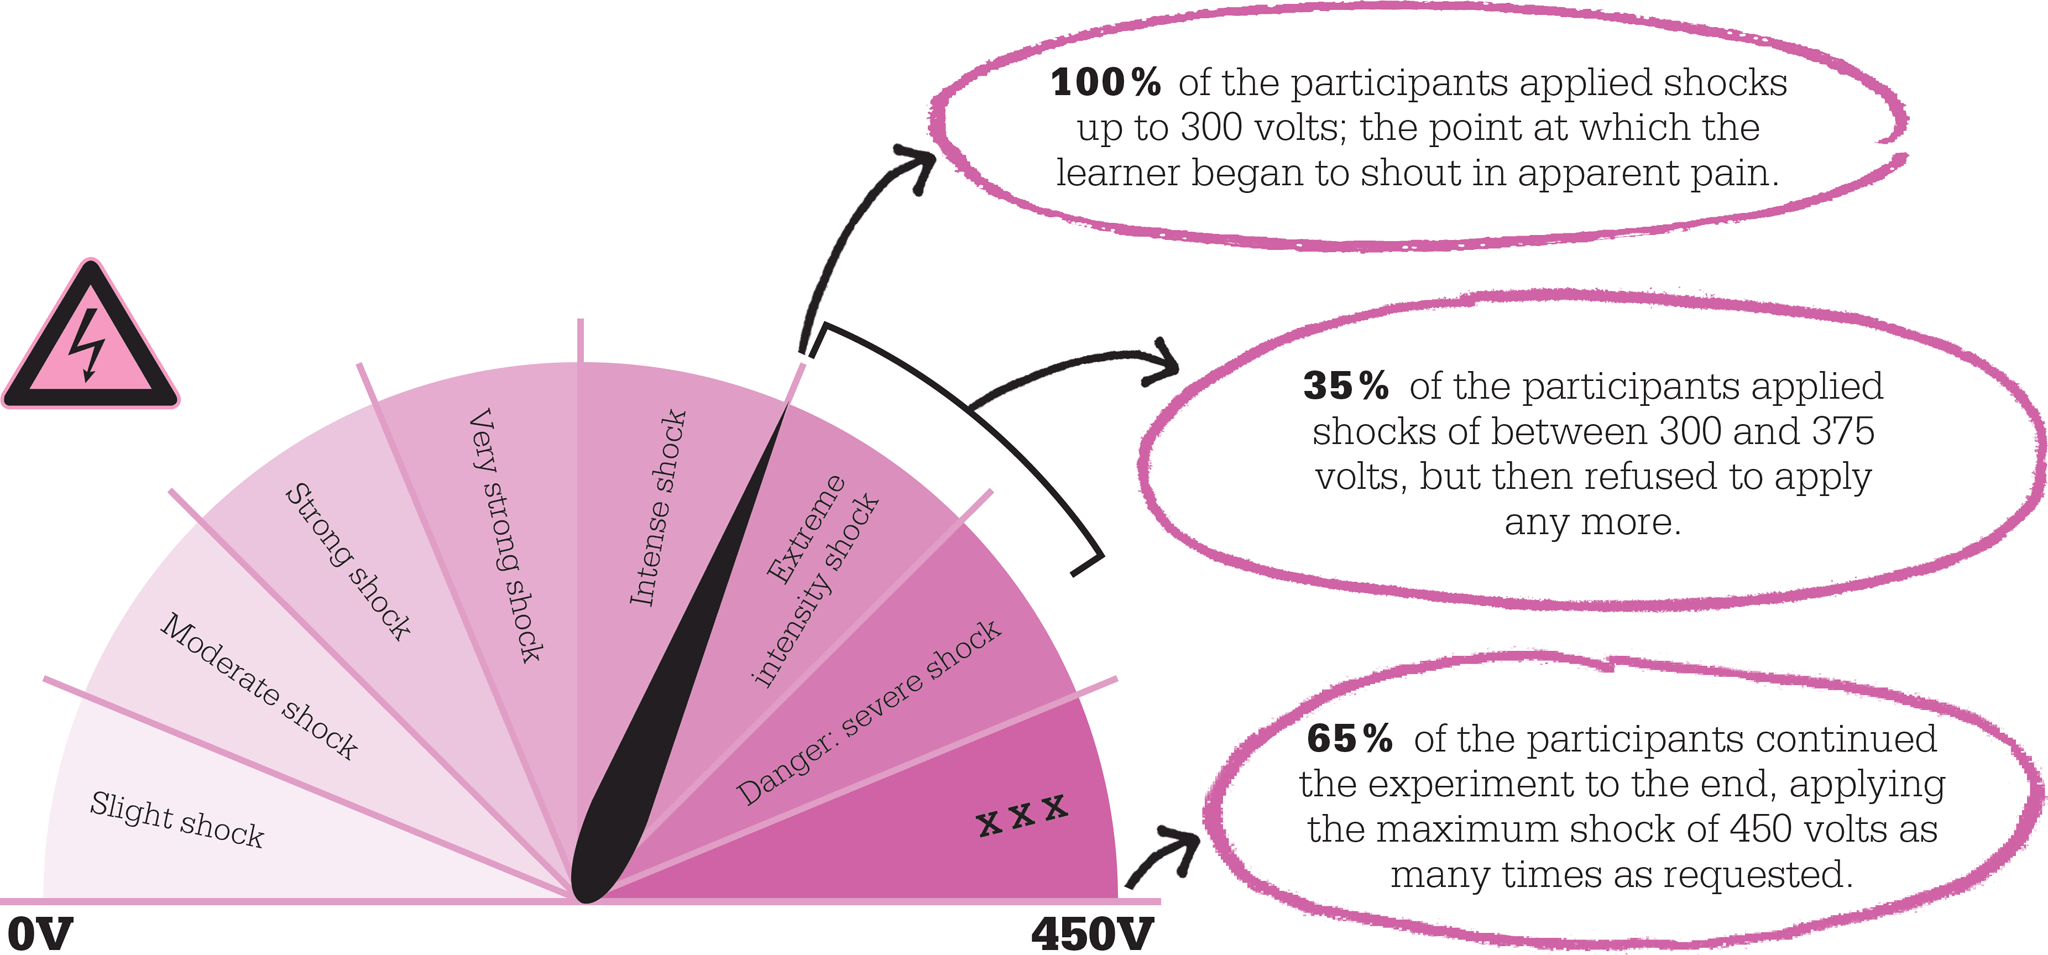 100% of the participants applied shocks
up to 300 volts; the point at which the
learner began to shout in apparent pain.
35% of the participants applied
shocks of between 300 and 375
volts, but then refused to apply
any more.
65% of the participants continued
the experiment to the end, applying
the maximum shock of 450 volts as
many times as requested.
Slight shock
Moderate shock
Strong shock
Very strong shock
Intense shock
Extreme
intensity shock
Danger: severe shock
x x x
0V
450V